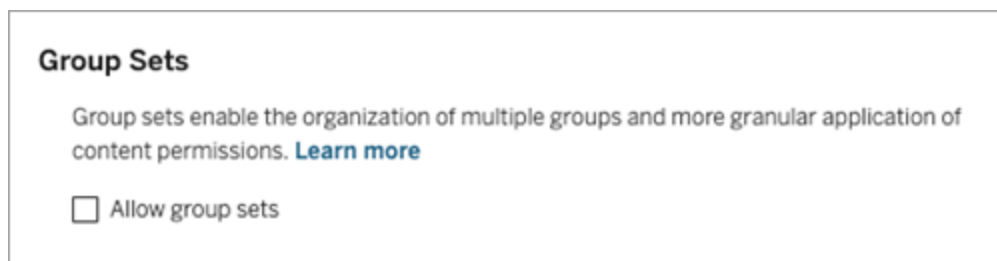 Group Sets
Group sets enable the organization of multiple groups and more granular application of
content permissions. Learn more
Allow group sets